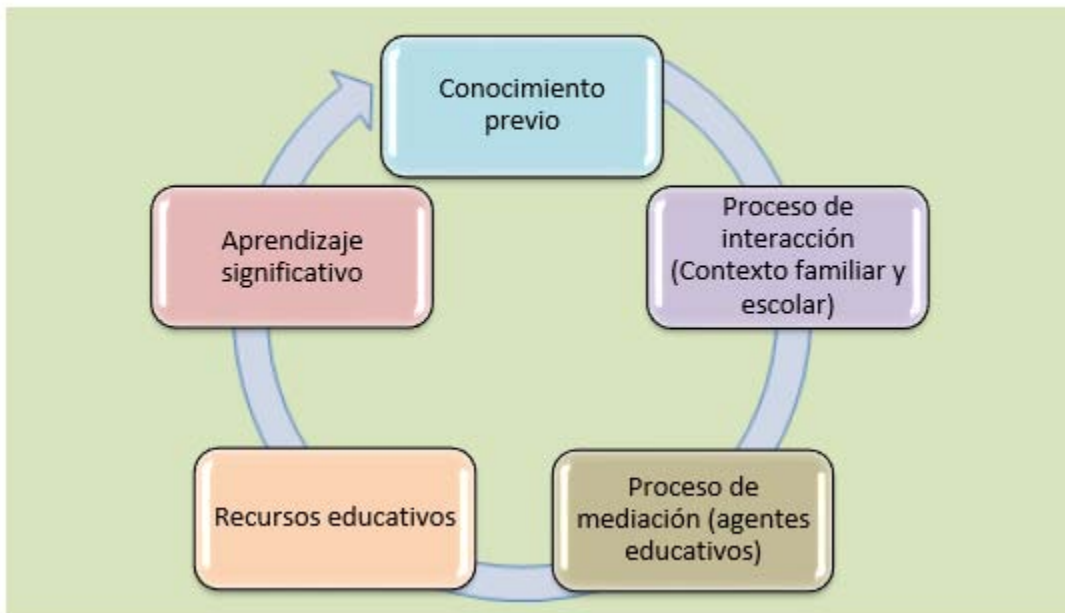 Conocimiento
previo
Proceso de
interacción
(Contexto familiar y
escolar)
Proceso de
mediación (agentes
educativos)
Recursos educativos
Aprendizaje
significativo